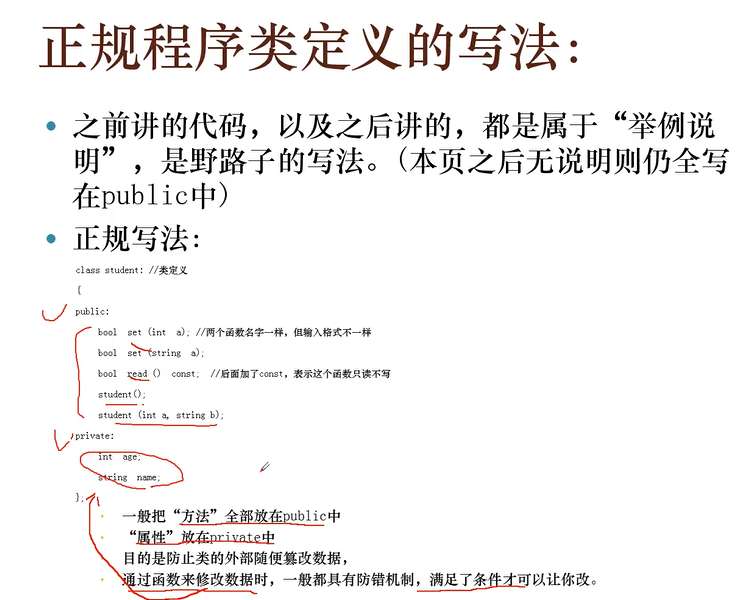 正规程序类定义的写法：
之前讲的代码，以及之后讲的，都是属于“举例说
明”，是野路子的写法。(本页之后无说明则仍全写
在public中)
正规写法：
class student: //类定义
{
public:
bool set (int a); //两个函数名字一样，但输入格式不一样
bool set (string a);
bool read () const; //后面加了const，表示这个函数只读不写
student();
student (int a, string b);
private:
int age;
string name;
};
一般把“方法”全部放在public中
“属性”放在private中
目的是防止类的外部随便篡改数据，
通过函数来修改数据时，一般都具有防错机制，满足了条件才可以让你改。